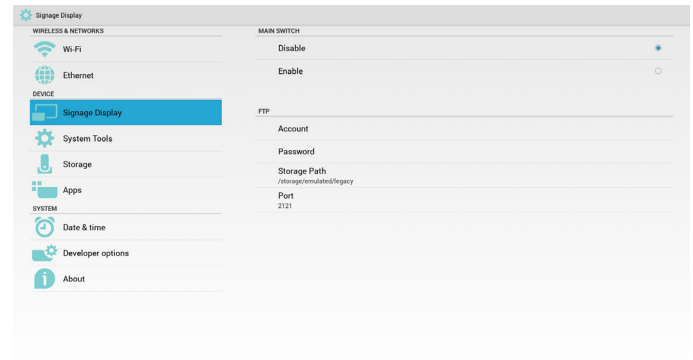 Signage Display
WIRELESS & NETWORKS
Wi-Fi
Ethernet
DEVICE
Signage Display
System Tools
Storage
Apps
SYSTEM
Date & time
Developer options
About
MAIN SWITCH
Disable
Enable
FTP
Account
Password
Storage Path
/storage/emulated/legacy
Port
2121